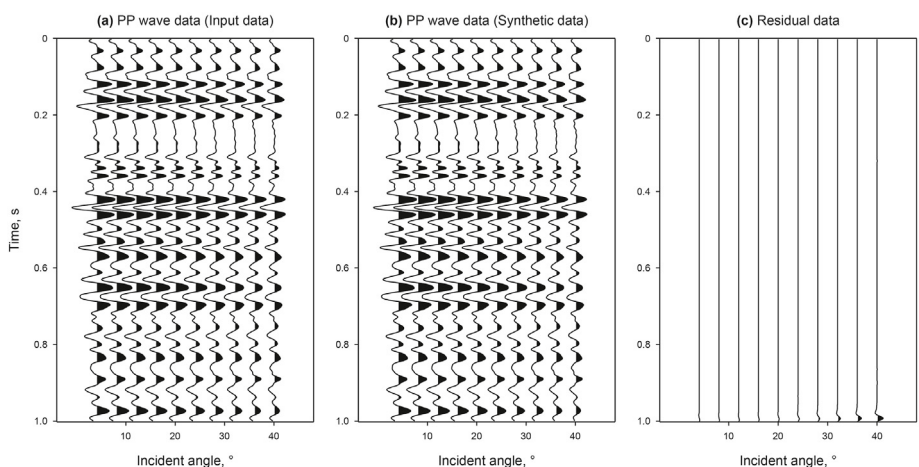 (a) PP wave data (Input data)
(b) PP wave data (Synthetic data)
(c) Residual data
Time, s
0
0.2
0.4
0.6
0.8
1.0
10 20 30 40
Incident angle, °
0
0.2
0.4
0.6
0.8
1.0
10 20 30 40
Incident angle, °
0
0.2
0.4
0.6
0.8
1.0
10 20 30 40
Incident angle, °